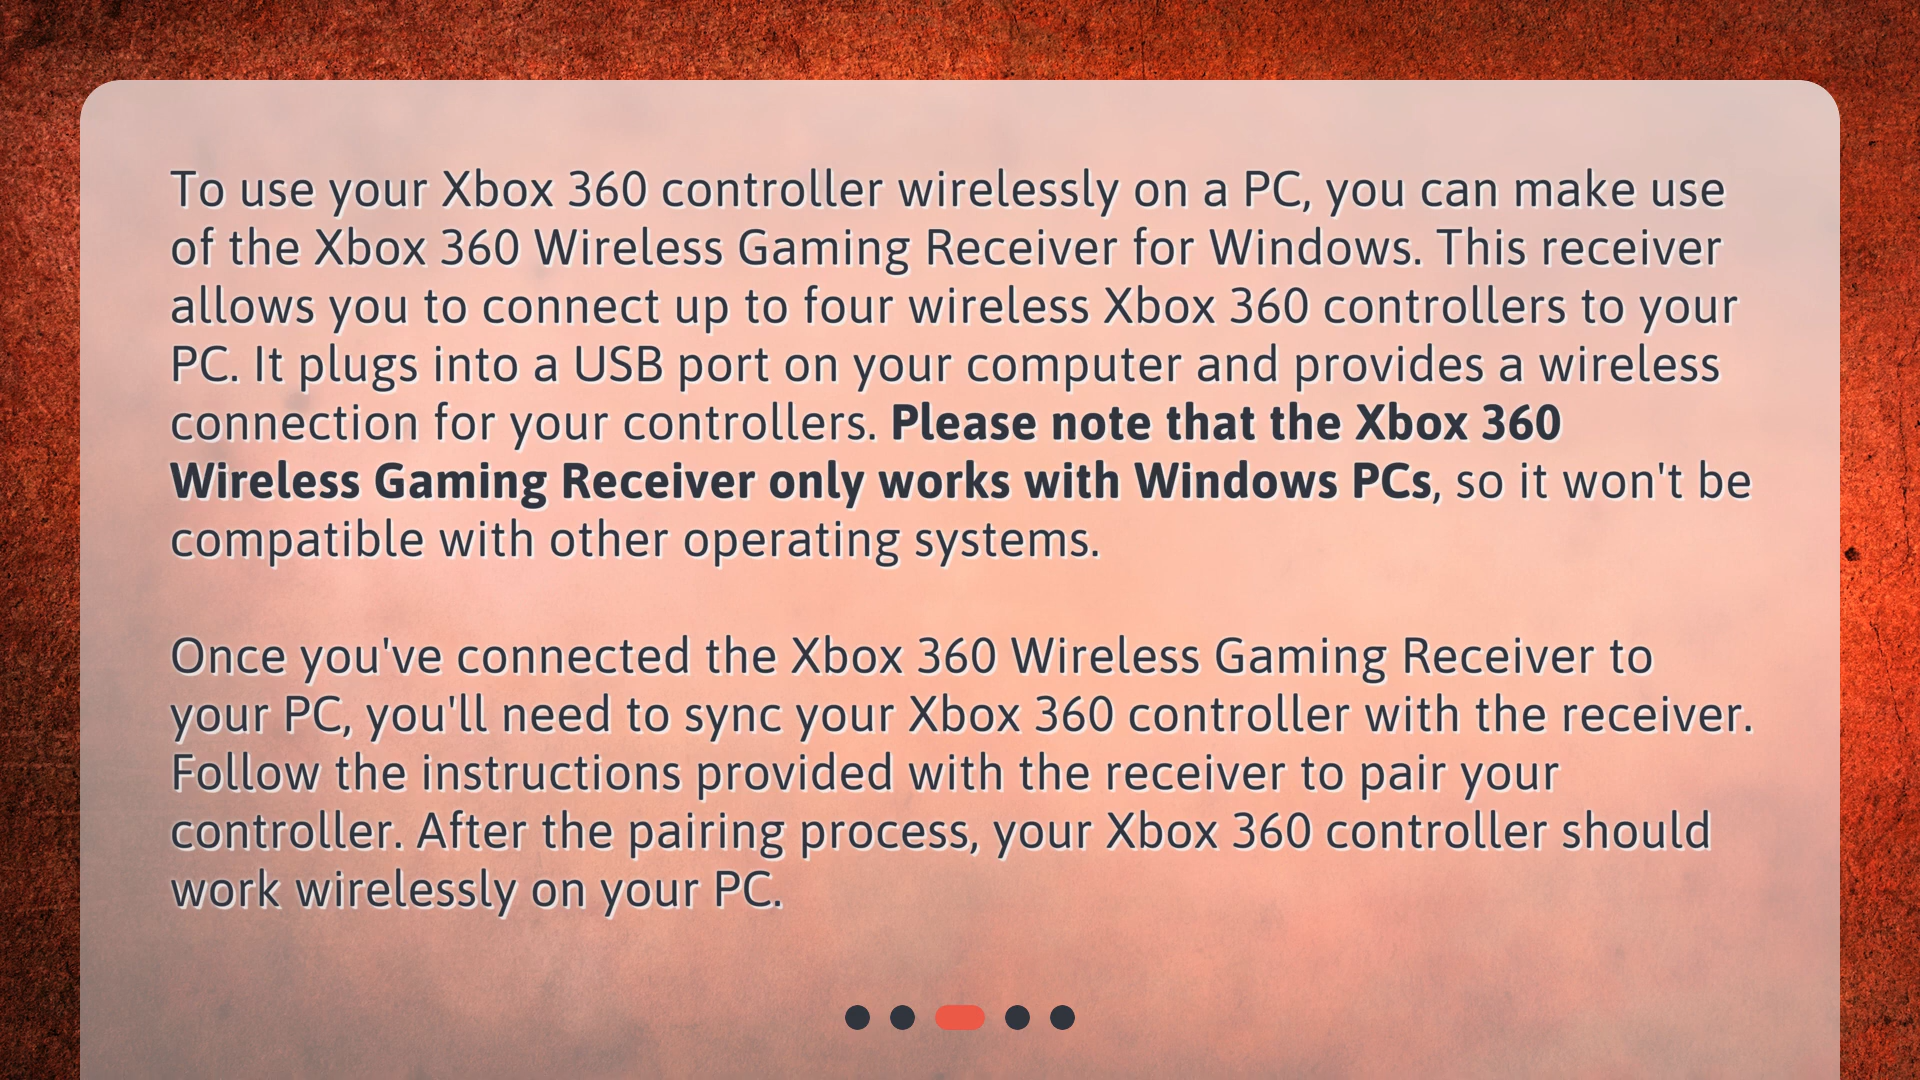 To use your Xbox 360 controller wirelessly on a PC, you can make use
of the Xbox 360 Wireless Gaming Receiver for Windows. This receiver
allows you to connect up to four wireless Xbox 360 controllers to your
PC. It plugs into a USB port on your computer and provides a wireless
connection for your controllers. Please note that the Xbox 360
Wireless Gaming Receiver only works with Windows PCs, so it won't be
compatible with other operating systems.
Once you've connected the Xbox 360 Wireless Gaming Receiver to
your PC, you'll need to sync your Xbox 360 controller with the receiver.
Follow the instructions provided with the receiver to pair your
controller. After the pairing process, your Xbox 360 controller should
work wirelessly on your PC.